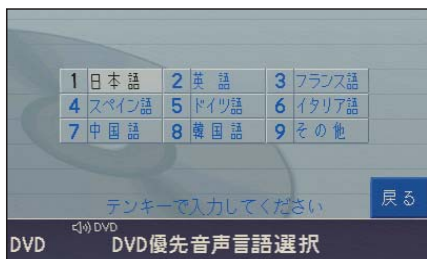 1 日本語 2 英語 3 フランス語
4 スペイン語 5 ドイツ語 6 イタリア語
7 中国語 8 韓国語 9 その他
テンキーで入力してください
戻る
DVD
DVD DVD優先音声言語選択